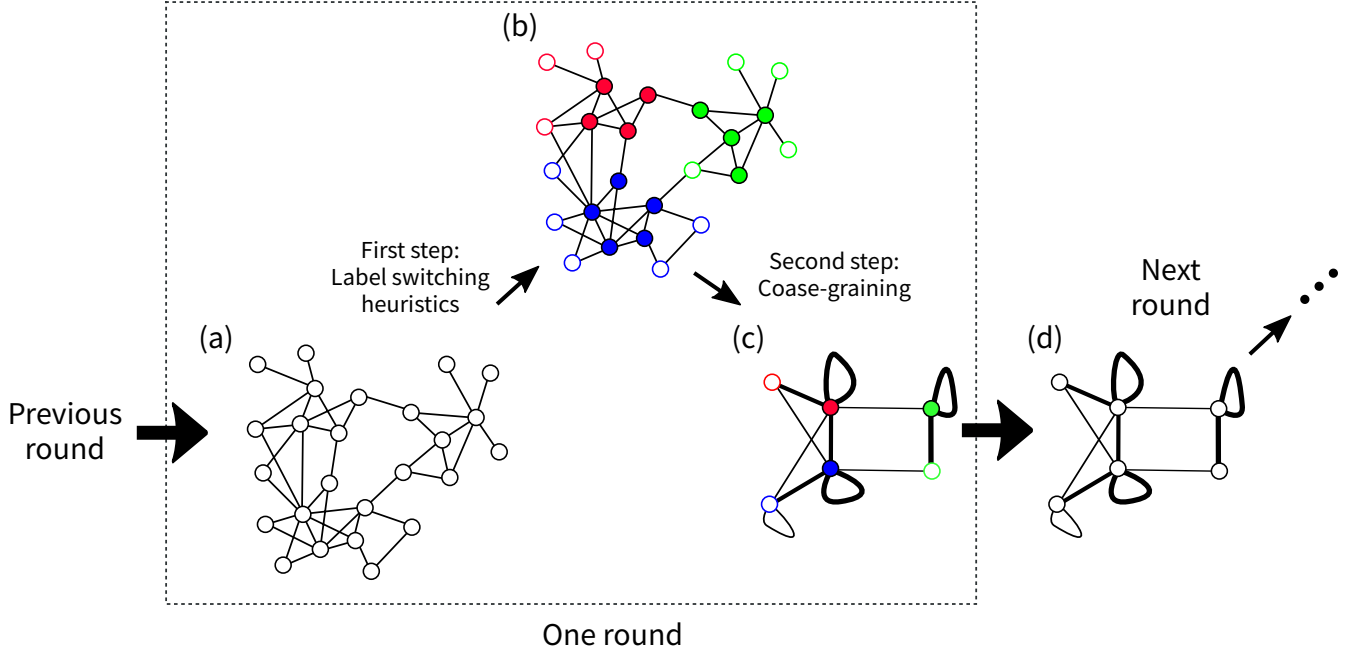 (b)
First step:
Label switching
heuristics
Second step:
Coase-graining
Next
round
(a)
(c)
(d)
Previous
round
One round